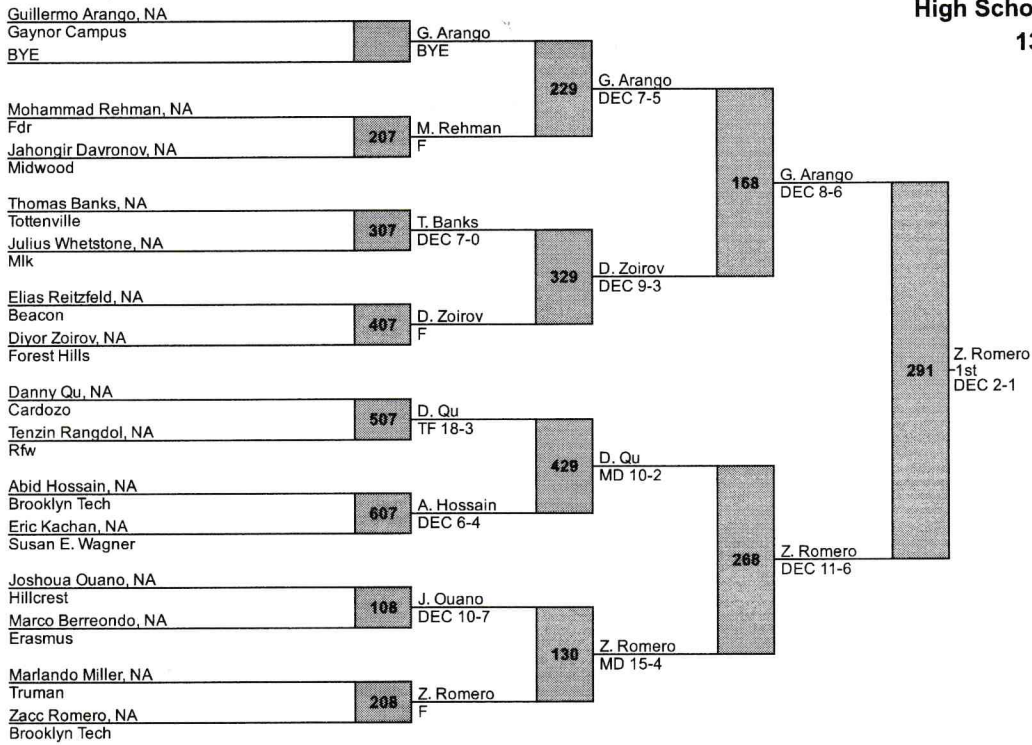 High Scho
13
Guillermo Arango, NA
Gaynor Campus
BYE
G. Arango
BYE
229
G. Arango
DEC 7-5
Mohammad Rehman, NA
Fdr
207
M. Rehman
F
Jahongir Davronov, NA
Midwood
168
G. Arango
DEC 8-6
Thomas Banks, NA
Tottenville
307
T. Banks
DEC 7-0
Julius Whetstone, NA
Mlk
329
D. Zoirov
DEC 9-3
Elias Reitzfeld, NA
Beacon
407
D. Zoirov
F
Diyor Zoirov, NA
Forest Hills
291
Z. Romero
1st
DEC 2-1
Danny Qu, NA
Cardozo
507
D. Qu
TF 18-3
Tenzin Rangdol, NA
Rfw
429
D. Qu
MD 10-2
Abid Hossain, NA
Brooklyn Tech
607
A. Hossain
DEC 6-4
Eric Kachan, NA
Susan E. Wagner
268
Z. Romero
DEC 11-6
Joshoua Ouano, NA
Hillcrest
108
J. Ouano
DEC 10-7
Marco Berreondo, NA
Erasmus
130
Z. Romero
MD 15-4
Marlando Miller, NA
Truman
208
Z. Romero
F
Zacc Romero, NA
Brooklyn Tech